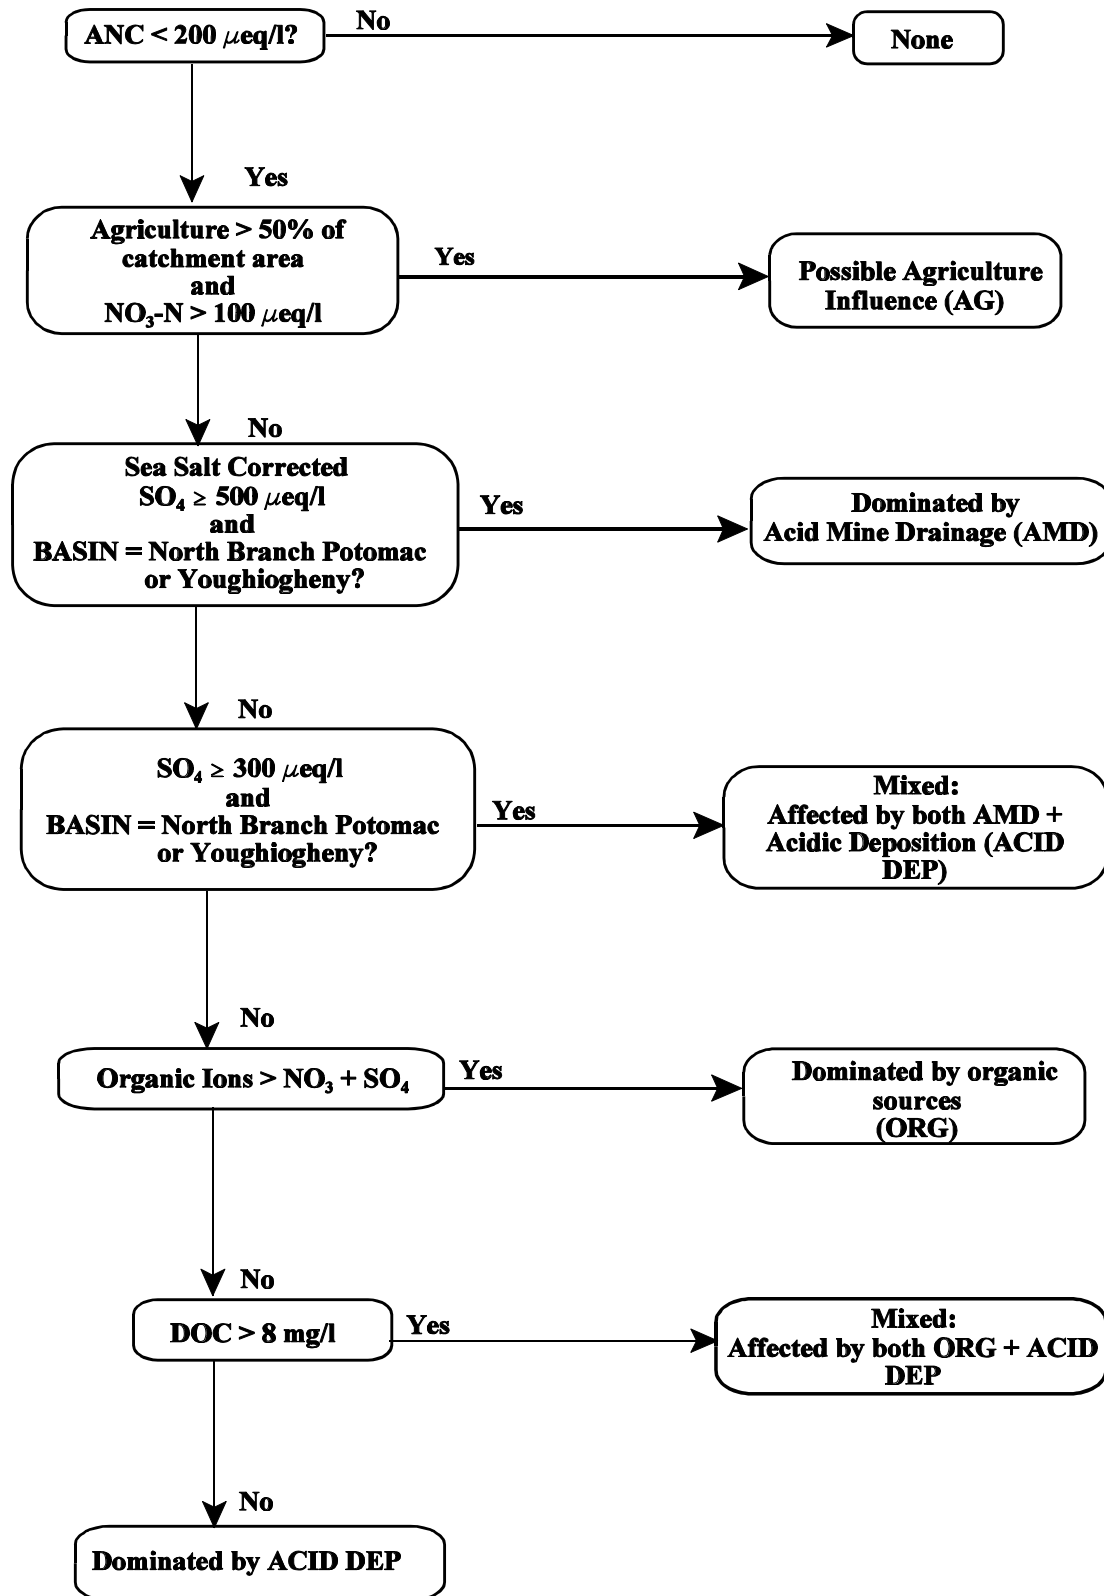 ANC < 200 μeq/l?
No
None
Yes
Agriculture > 50% of
catchment area
and
NO₃-N > 100 μeq/l
Yes
Possible Agriculture
Influence (AG)
No
Sea Salt Corrected
SO₄ ≥ 500 μeq/l
and
BASIN = North Branch Potomac
or Youghiogheny?
Yes
Dominated by
Acid Mine Drainage (AMD)
No
SO₄ ≥ 300 μeq/l
and
BASIN = North Branch Potomac
or Youghiogheny?
Yes
Mixed:
Affected by both AMD +
Acidic Deposition (ACID
DEP)
No
Organic Ions > NO₃ + SO₄
Yes
Dominated by organic
sources
(ORG)
No
DOC > 8 mg/l
Yes
Mixed:
Affected by both ORG + ACID
DEP
No
Dominated by ACID DEP